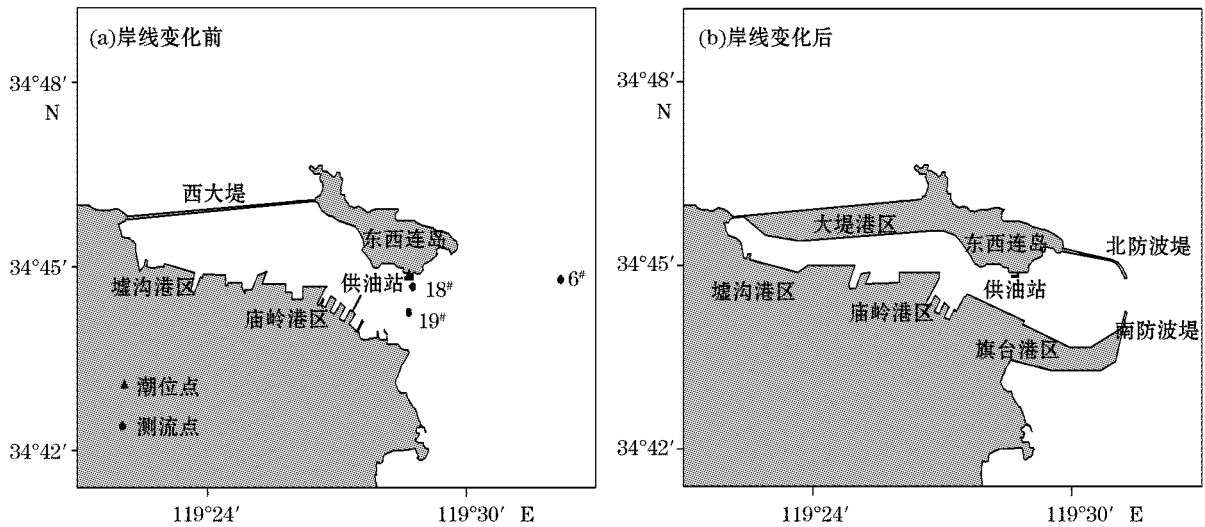 (a)岸线变化前
34°48′
N
西大堤
东西连岛
34°45′
墟沟港区
供油站
18#
6#
庙岭港区
19#
潮位点
测流点
34°42′
119°24′
119°30′ E
(b)岸线变化后
34°48′
N
大堤港区
东西连岛
北防波堤
34°45′
墟沟港区
供油站
庙岭港区
南防波堤
旗台港区
34°42′
119°24′
119°30′ E